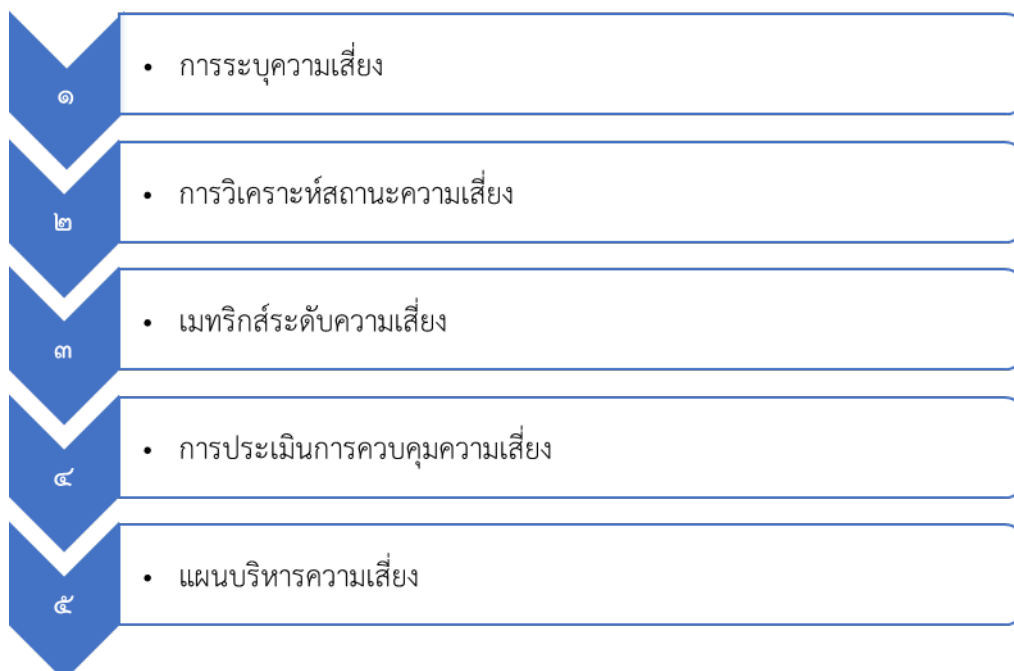 ๑
• การระบุความเสี่ยง
๒
• การวิเคราะห์สถานะความเสี่ยง
๓
• เมทริกส์ระดับความเสี่ยง
๔
• การประเมินการควบคุมความเสี่ยง
๕
• แผนบริหารความเสี่ยง